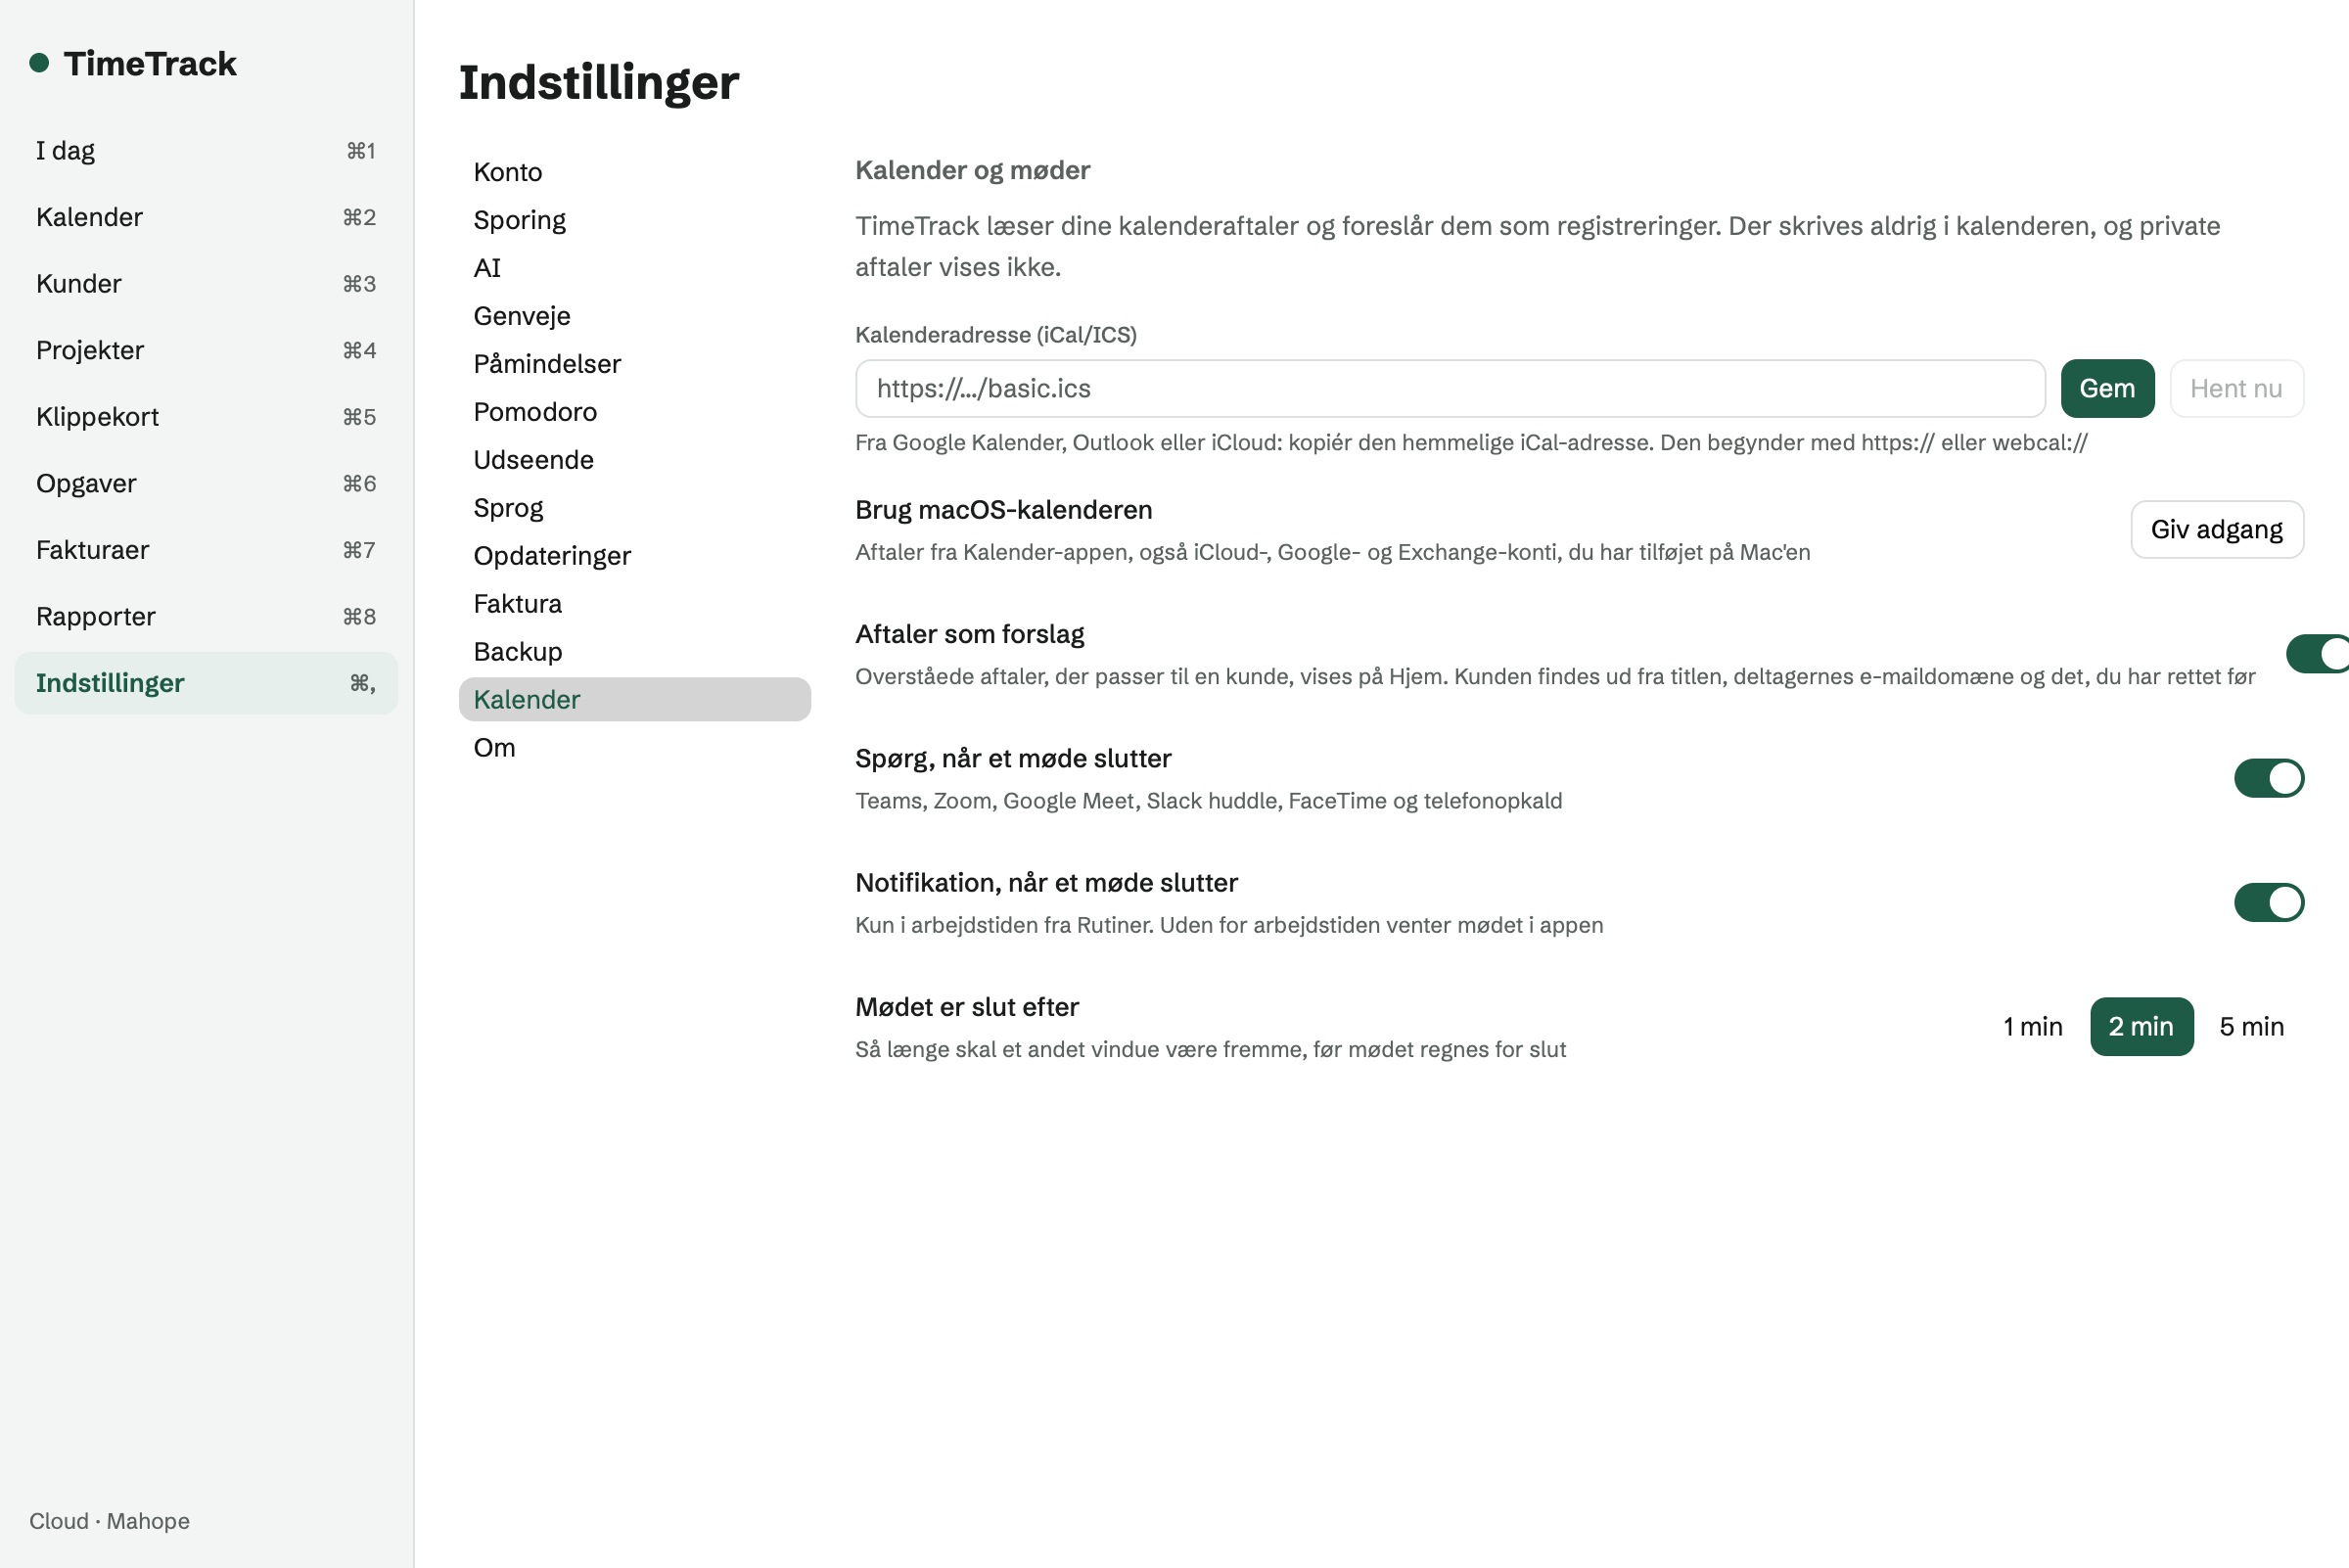 TimeTrack
I dag ⌘1
Kalender ⌘2
Kunder ⌘3
Projekter ⌘4
Klippekort ⌘5
Opgaver ⌘6
Fakturaer ⌘7
Rapporter ⌘8
Indstillinger ⌘,
Cloud · Mahope
Indstillinger
Konto
Sporing
AI
Genveje
Påmindelser
Pomodoro
Udseende
Sprog
Opdateringer
Faktura
Backup
Kalender
Om
Kalender og møder
TimeTrack læser dine kalenderaftaler og foreslår dem som registreringer. Der skrives aldrig i kalenderen, og private
aftaler vises ikke.
Kalenderadresse (iCal/ICS)
https://…/basic.ics Gem Hent nu
Fra Google Kalender, Outlook eller iCloud: kopiér den hemmelige iCal-adresse. Den begynder med https:// eller webcal://
Brug macOS-kalenderen
Aftaler fra Kalender-appen, også iCloud-, Google- og Exchange-konti, du har tilføjet på Mac'en
Giv adgang
Aftaler som forslag
Overståede aftaler, der passer til en kunde, vises på Hjem. Kunden findes ud fra titlen, deltagernes e-maildomæne og det, du har rettet før
Spørg, når et møde slutter
Teams, Zoom, Google Meet, Slack huddle, FaceTime og telefonopkald
Notifikation, når et møde slutter
Kun i arbejdstiden fra Rutiner. Uden for arbejdstiden venter mødet i appen
Mødet er slut efter
Så længe skal et andet vindue være fremme, før mødet regnes for slut
1 min 2 min 5 min